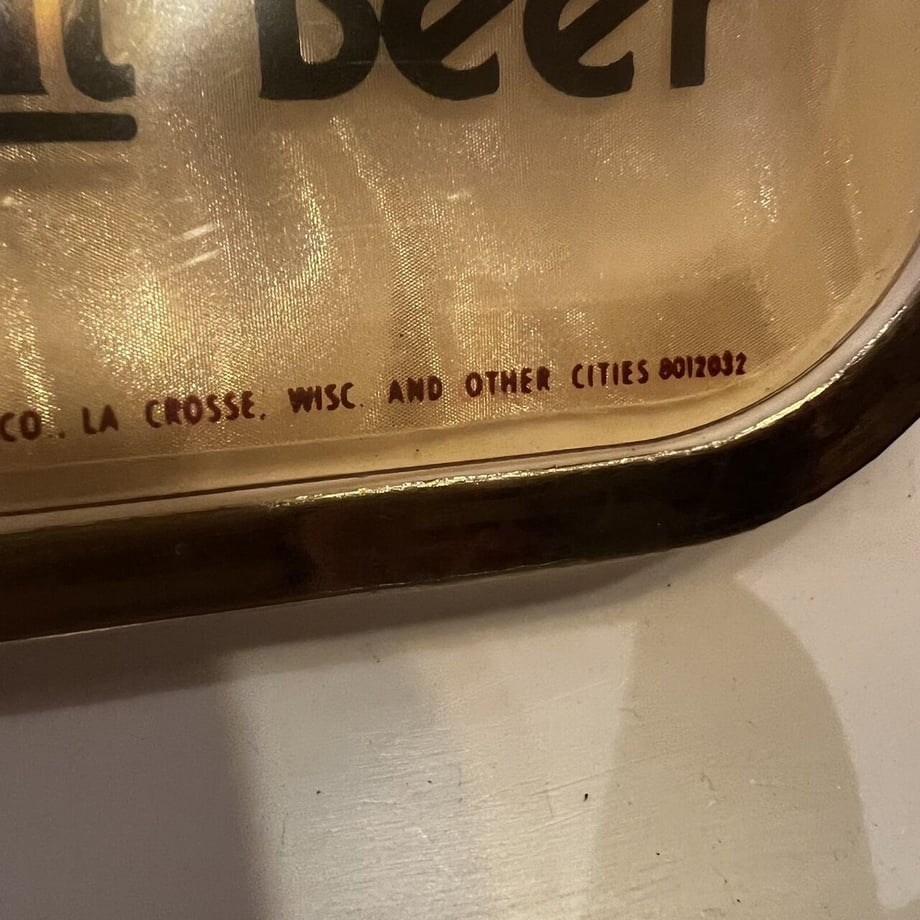 Beer
CO., LA CROSSE, WISC. AND OTHER CITIES 8012032